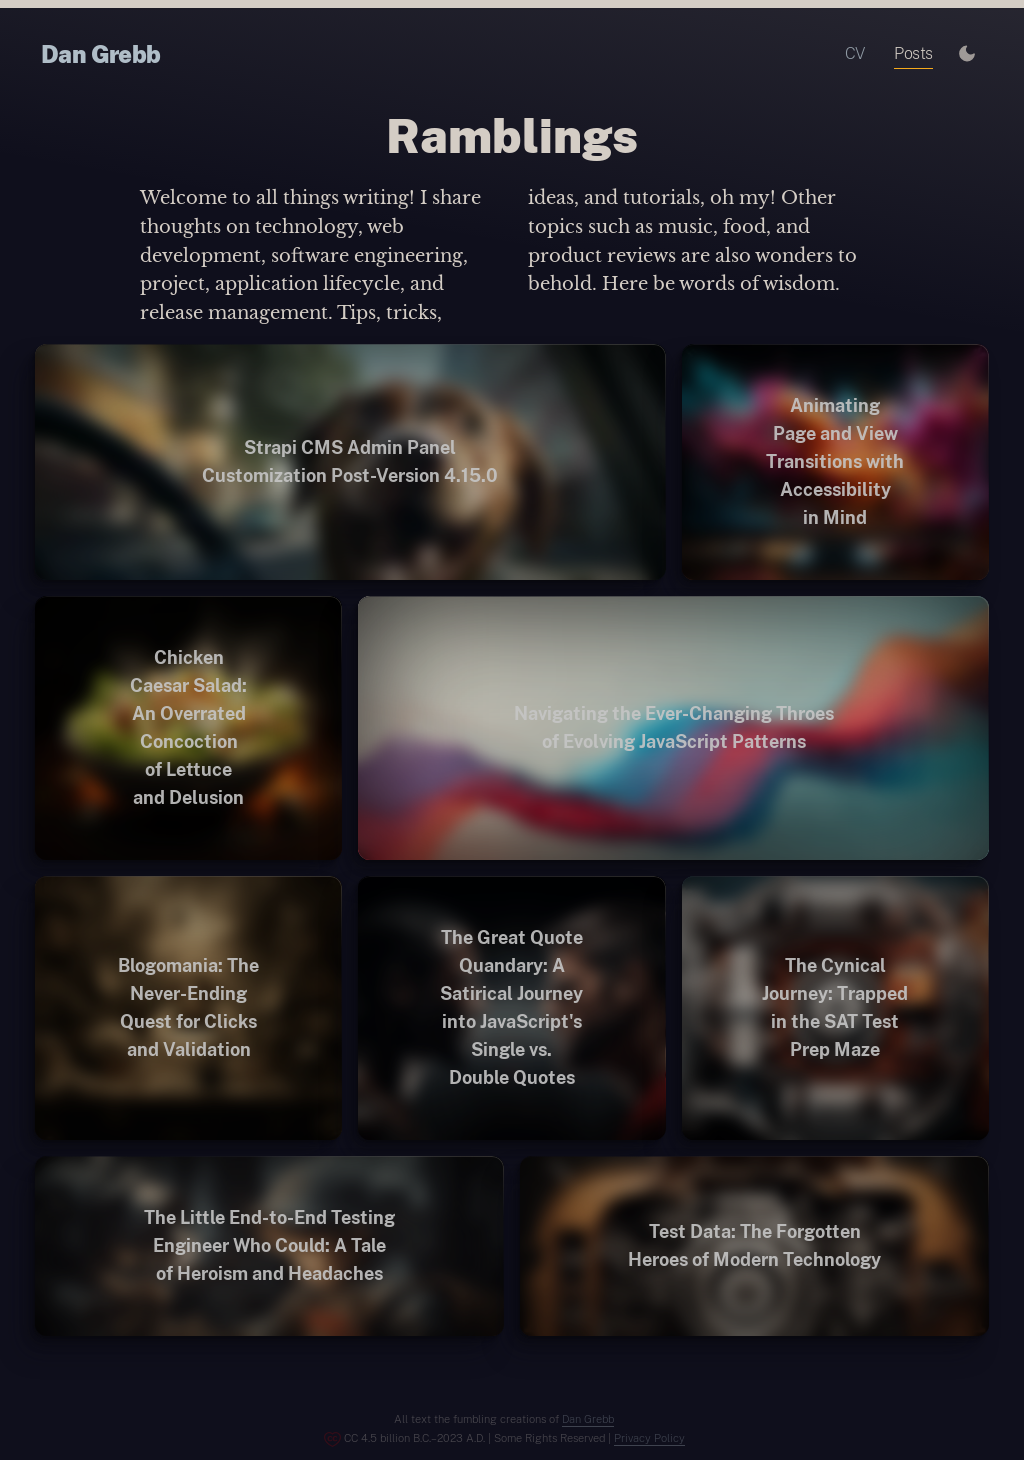 Dan Grebb
CV
Posts
Ramblings
Welcome to all things writing! I share
thoughts on technology, web
development, software engineering,
project, application lifecycle, and
release management. Tips, tricks,
ideas, and tutorials, oh my! Other
topics such as music, food, and
product reviews are also wonders to
behold. Here be words of wisdom.
Strapi CMS Admin Panel
Customization Post-Version 4.15.0
Animating
Page and View
Transitions with
Accessibility
in Mind
Chicken
Caesar Salad:
An Overrated
Concoction
of Lettuce
and Delusion
Navigating the Ever-Changing Throes
of Evolving JavaScript Patterns
Blogomania: The
Never-Ending
Quest for Clicks
and Validation
The Great Quote
Quandary: A
Satirical Journey
into JavaScript's
Single vs.
Double Quotes
The Cynical
Journey: Trapped
in the SAT Test
Prep Maze
The Little End-to-End Testing
Engineer Who Could: A Tale
of Heroism and Headaches
Test Data: The Forgotten
Heroes of Modern Technology
All text the fumbling creations of Dan Grebb
CC 4.5 billion B.C.–2023 A.D. | Some Rights Reserved | Privacy Policy